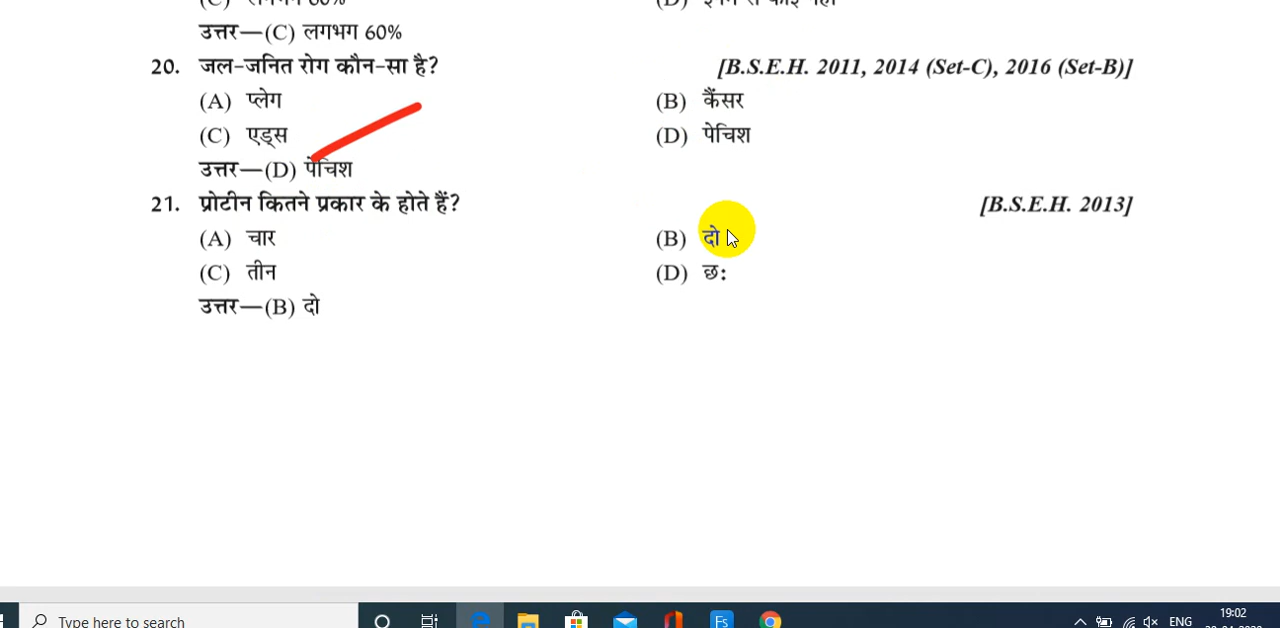 उत्तर—(C) लगभग 60%
20. जल-जनित रोग कौन-सा है? [B.S.E.H. 2011, 2014 (Set-C), 2016 (Set-B)]
(A) प्लेग (B) कैंसर
(C) एड्स (D) पेचिश
उत्तर—(D) पेचिश
21. प्रोटीन कितने प्रकार के होते हैं? [B.S.E.H. 2013]
(A) चार (B) दो
(C) तीन (D) छः
उत्तर—(B) दो
19:02
Type here to search Fs ENG